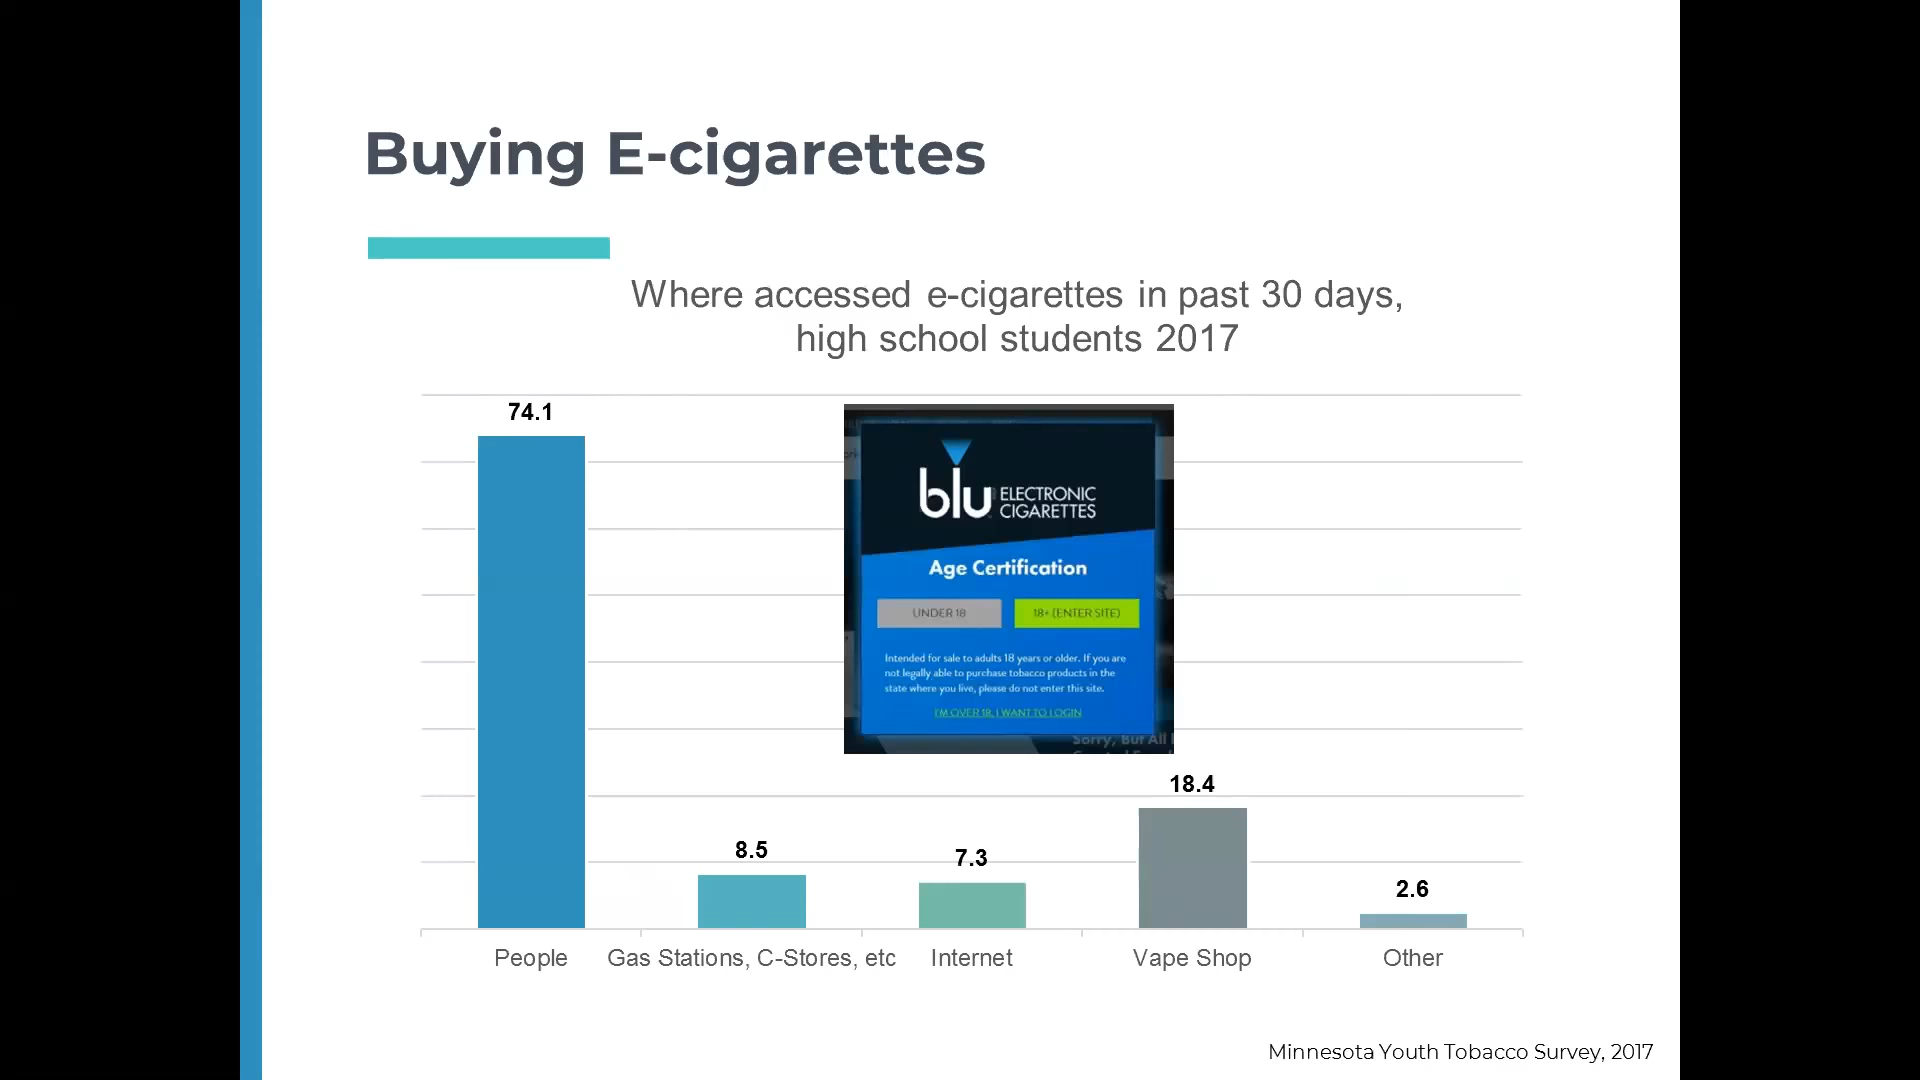 Buying E-cigarettes
Where accessed e-cigarettes in past 30 days,
high school students 2017
74.1
8.5
7.3
18.4
2.6
blu ELECTRONIC
CIGARETTES
Age Certification
UNDER 18
18+ (ENTER SITE)
Intended for sale to adults 18 years or older. If you are
not legally able to purchase tobacco products in the
state where you live, please do not enter this site.
I'M OVER 18, I WANT TO LOGIN
Sorry, But All
People
Gas Stations, C-Stores, etc
Internet
Vape Shop
Other
Minnesota Youth Tobacco Survey, 2017